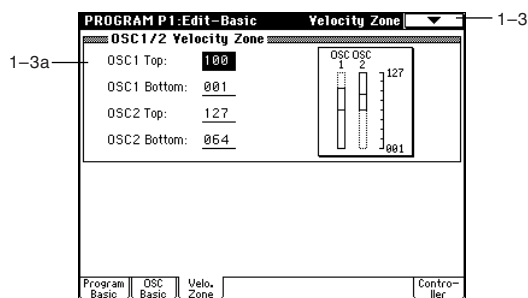 PROGRAM P1:Edit-Basic Velocity Zone 1–3
OSC1/2 Velocity Zone
1–3a OSC1 Top: 100
OSC1 Bottom: 001
OSC2 Top: 127
OSC2 Bottom: 064
OSC OSC
1 2
127
001
Program Basic
OSC Basic
Velo. Zone
Contro-
ller